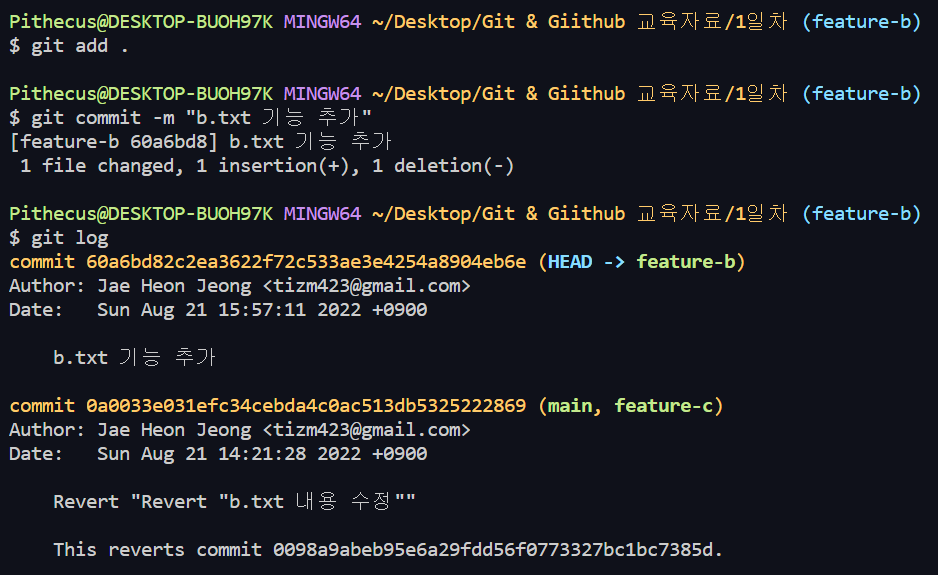 Pithecus@DESKTOP-BUOH97K MINGW64 ~/Desktop/Git & Giithub 교육자료/1일차 (feature-b)
$ git add .
Pithecus@DESKTOP-BUOH97K MINGW64 ~/Desktop/Git & Giithub 교육자료/1일차 (feature-b)
$ git commit -m "b.txt 기능 추가"
[feature-b 60a6bd8] b.txt 기능 추가
 1 file changed, 1 insertion(+), 1 deletion(-)
Pithecus@DESKTOP-BUOH97K MINGW64 ~/Desktop/Git & Giithub 교육자료/1일차 (feature-b)
$ git log
commit 60a6bd82c2ea3622f72c533ae3e4254a8904eb6e (HEAD -> feature-b)
Author: Jae Heon Jeong <tizm423@gmail.com>
Date:   Sun Aug 21 15:57:11 2022 +0900
    b.txt 기능 추가
commit 0a0033e031efc34cebda4c0ac513db5325222869 (main, feature-c)
Author: Jae Heon Jeong <tizm423@gmail.com>
Date:   Sun Aug 21 14:21:28 2022 +0900
    Revert "Revert "b.txt 내용 수정""
    This reverts commit 0098a9abeb95e6a29fdd56f0773327bc1bc7385d.